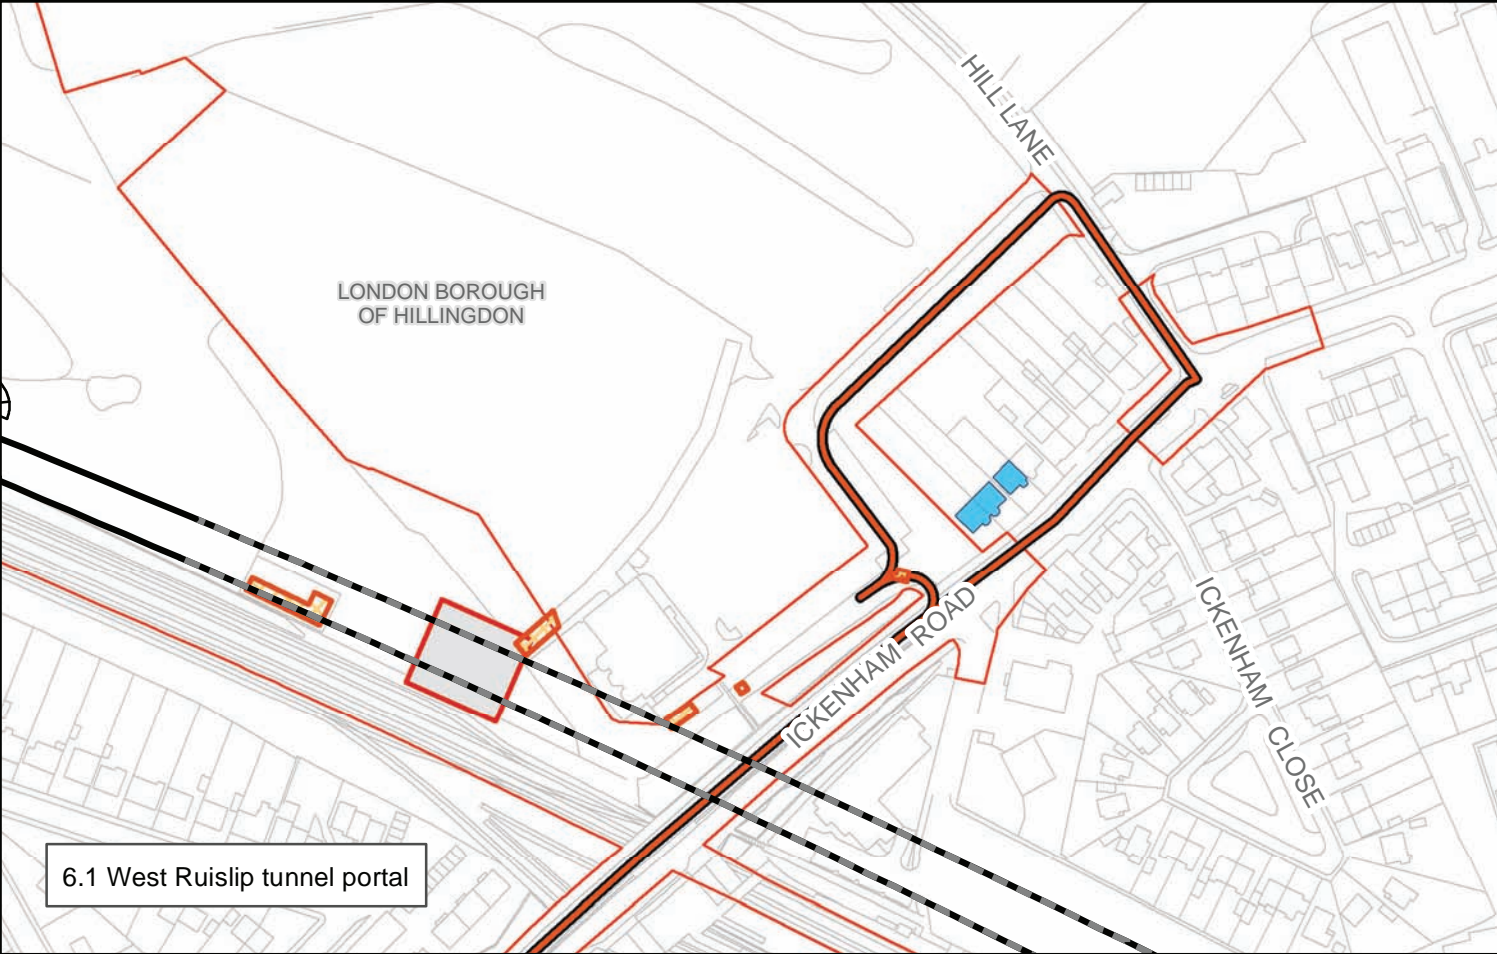 HILL LANE
LONDON BOROUGH
OF HILLINGDON
ICKENHAM ROAD
ICKENHAM CLOSE
6.1 West Ruislip tunnel portal